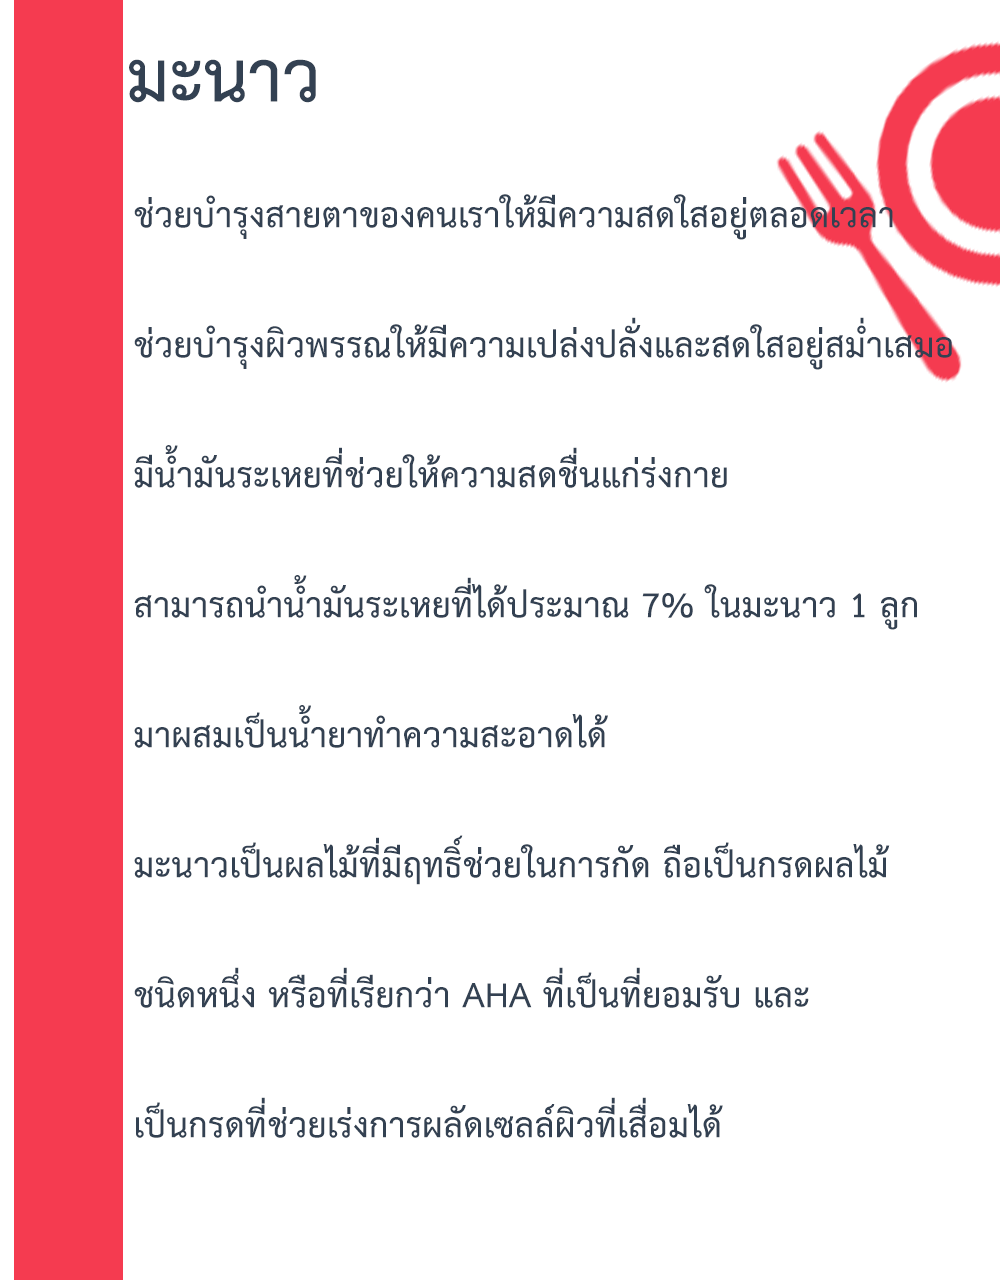 มะนาว
ช่วยบำรุงสายตาของคนเราให้มีความสดใสอยู่ตลอดเวลา
ช่วยบำรุงผิวพรรณให้มีความเปล่งปลั่งและสดใสอยู่สม่ำเสมอ
มีน้ำมันระเหยที่ช่วยให้ความสดชื่นแก่ร่งกาย
สามารถนำน้ำมันระเหยที่ได้ประมาณ 7% ในมะนาว 1 ลูก
มาผสมเป็นน้ำยาทำความสะอาดได้
มะนาวเป็นผลไม้ที่มีฤทธิ์ช่วยในการกัด ถือเป็นกรดผลไม้
ชนิดหนึ่ง หรือที่เรียกว่า AHA ที่เป็นที่ยอมรับ และ
เป็นกรดที่ช่วยเร่งการผลัดเซลล์ผิวที่เสื่อมได้